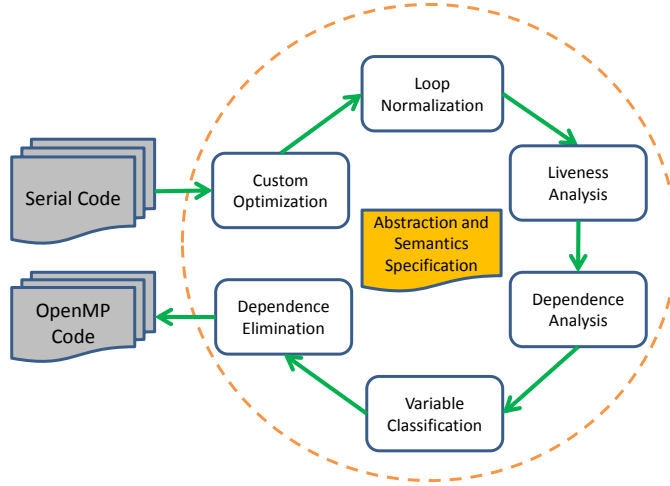 Loop
Normalization
Serial Code
Custom
Optimization
Liveness
Analysis
Abstraction and
Semantics
Specification
OpenMP
Code
Dependence
Elimination
Dependence
Analysis
Variable
Classification